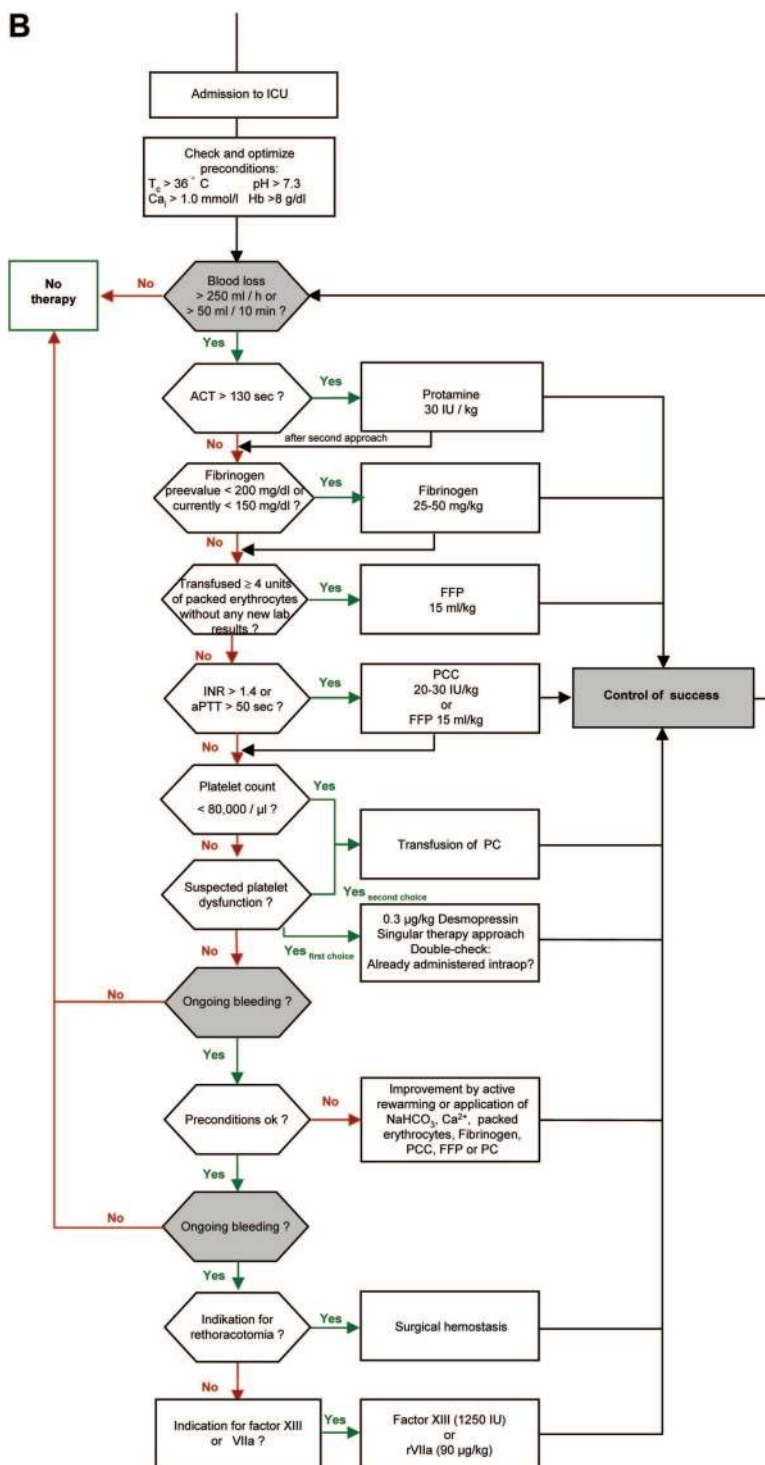 B
Admission to ICU
Check and optimize
preconditions:
Tc > 36 ° C pH > 7.3
Cai > 1.0 mmol/l Hb >8 g/dl
No
therapy
No
Blood loss
> 250 ml / h or
> 50 ml / 10 min ?
Yes
ACT > 130 sec ?
Yes
Protamine
30 IU / kg
No
after second approach
Fibrinogen
preevalue < 200 mg/dl or
currently < 150 mg/dl ?
Yes
Fibrinogen
25-50 mg/kg
No
Transfused ≥ 4 units
of packed erythrocytes
without any new lab
results ?
Yes
FFP
15 ml/kg
No
INR > 1.4 or
aPTT > 50 sec ?
Yes
PCC
20-30 IU/kg
or
FFP 15 ml/kg
Control of success
No
Platelet count
< 80,000 / µl ?
Yes
Transfusion of PC
No
Suspected platelet
dysfunction ?
Yes second choice
Yes first choice
0.3 µg/kg Desmopressin
Singular therapy approach
Double-check:
Already administered intraop?
No
No
Ongoing bleeding ?
Yes
Preconditions ok ?
No
Improvement by active
rewarming or application of
NaHCO3, Ca2+, packed
erythrocytes, Fibrinogen,
PCC, FFP or PC
Yes
No
Ongoing bleeding ?
Yes
Indikation for
rethoracotomia ?
Yes
Surgical hemostasis
No
Indication for factor XIII
or VIIa ?
Yes
Factor XIII (1250 IU)
or
rVIIa (90 µg/kg)